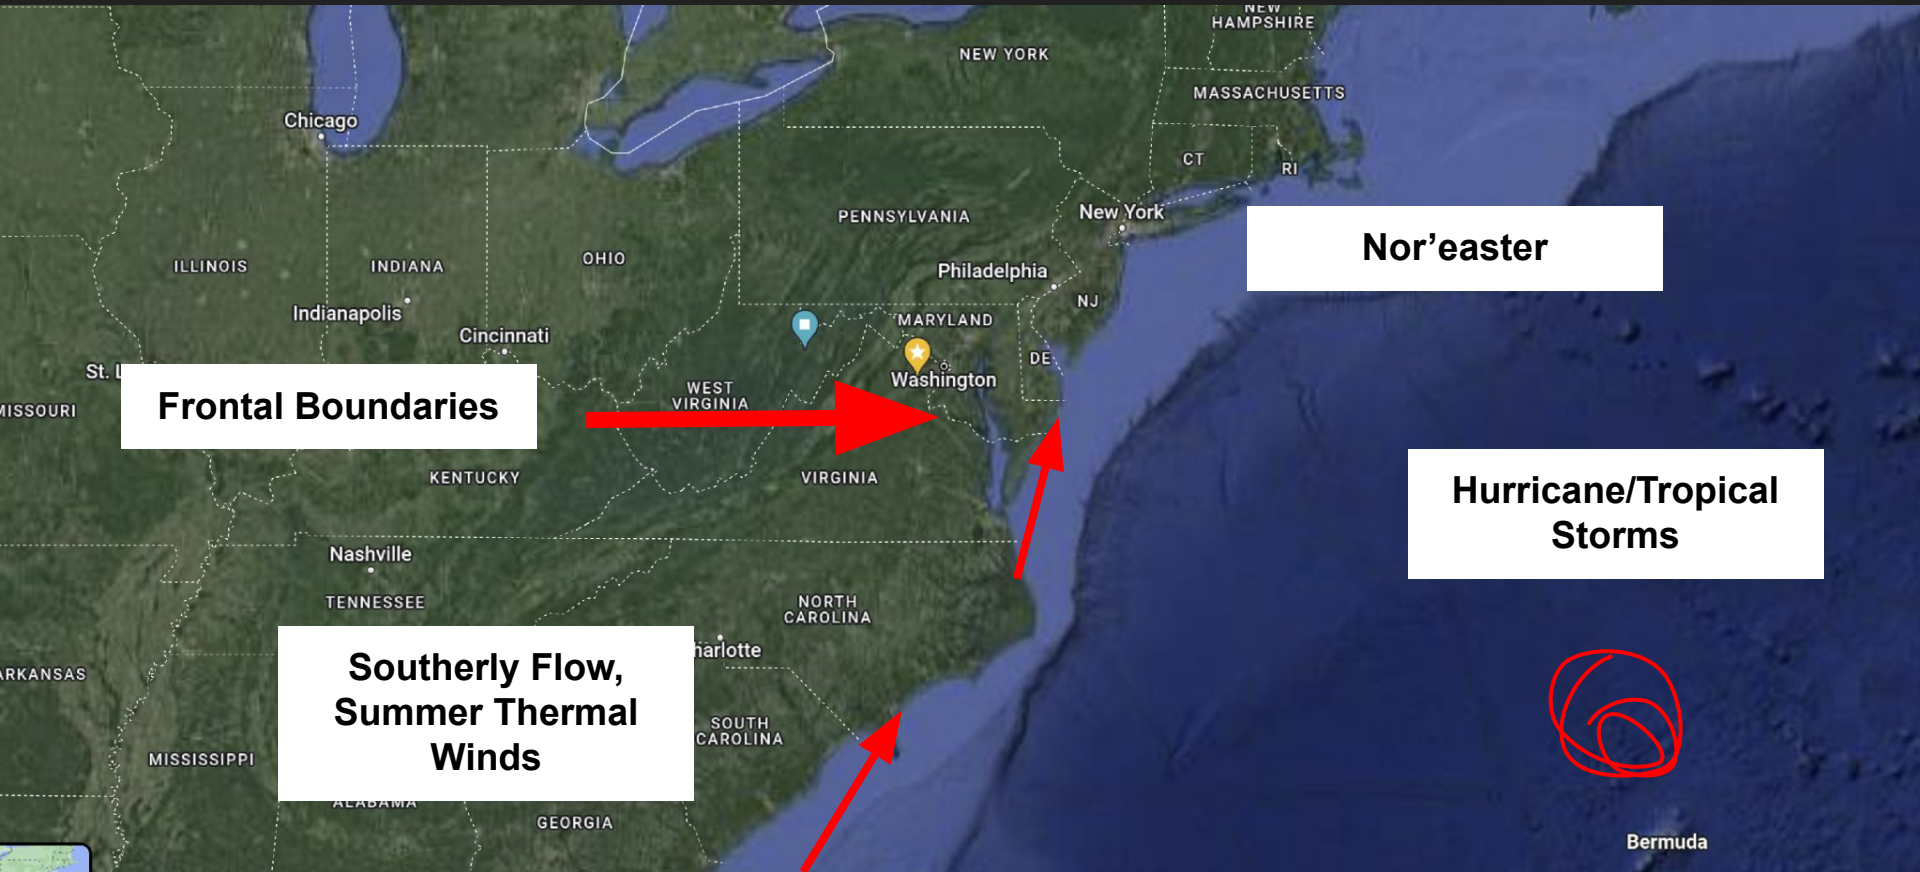 NEW
HAMPSHIRE
NEW YORK
MASSACHUSETTS
Chicago
CT
RI
PENNSYLVANIA
New York
Nor’easter
ILLINOIS
INDIANA
OHIO
Philadelphia
NJ
Indianapolis
MARYLAND
Cincinnati
DE
St. L
Washington
WEST
VIRGINIA
MISSOURI
Frontal Boundaries
KENTUCKY
VIRGINIA
Hurricane/Tropical
Storms
Nashville
TENNESSEE
NORTH
CAROLINA
harlotte
ARKANSAS
Southerly Flow,
Summer Thermal
Winds
SOUTH
CAROLINA
MISSISSIPPI
ALABAMA
GEORGIA
Bermuda